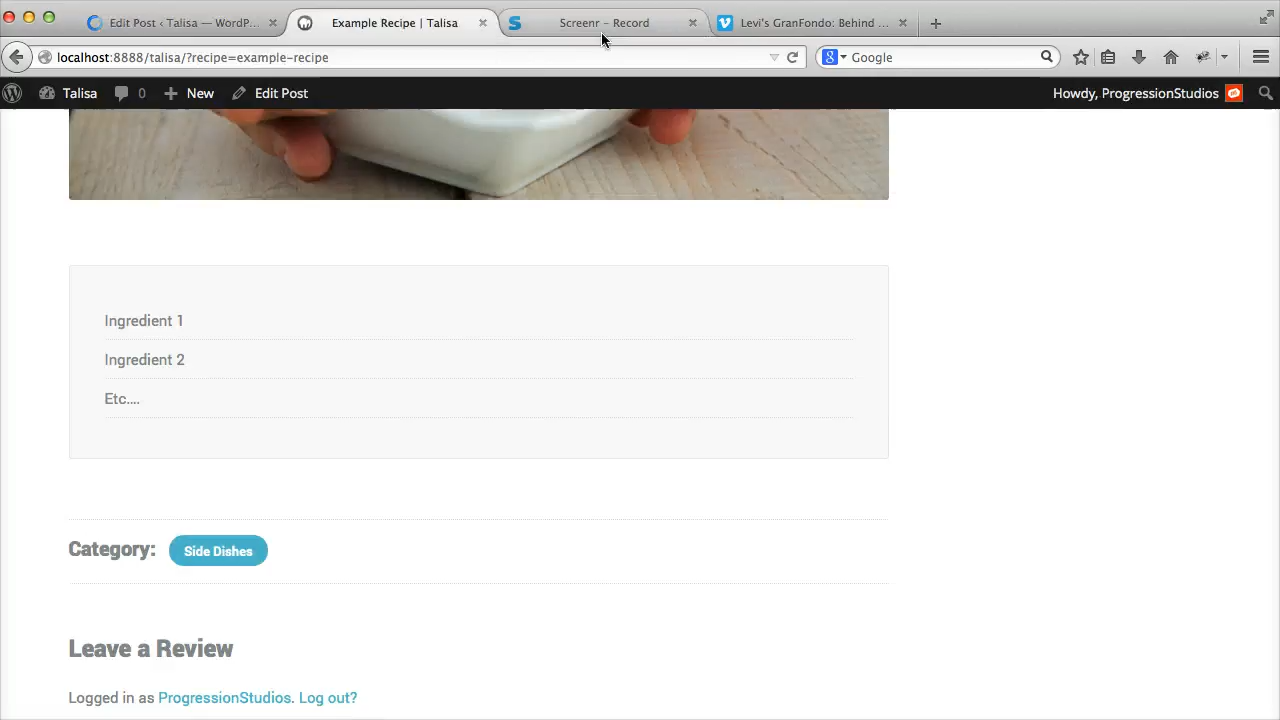 Edit Post ‹ Talisa — WordP...
Example Recipe | Talisa
Screenr - Record
Levi's GranFondo: Behind ...
localhost:8888/talisa/?recipe=example-recipe
Google
Talisa
0
New
Edit Post
Howdy, ProgressionStudios
Ingredient 1
Ingredient 2
Etc....
Category:
Side Dishes
Leave a Review
Logged in as ProgressionStudios. Log out?